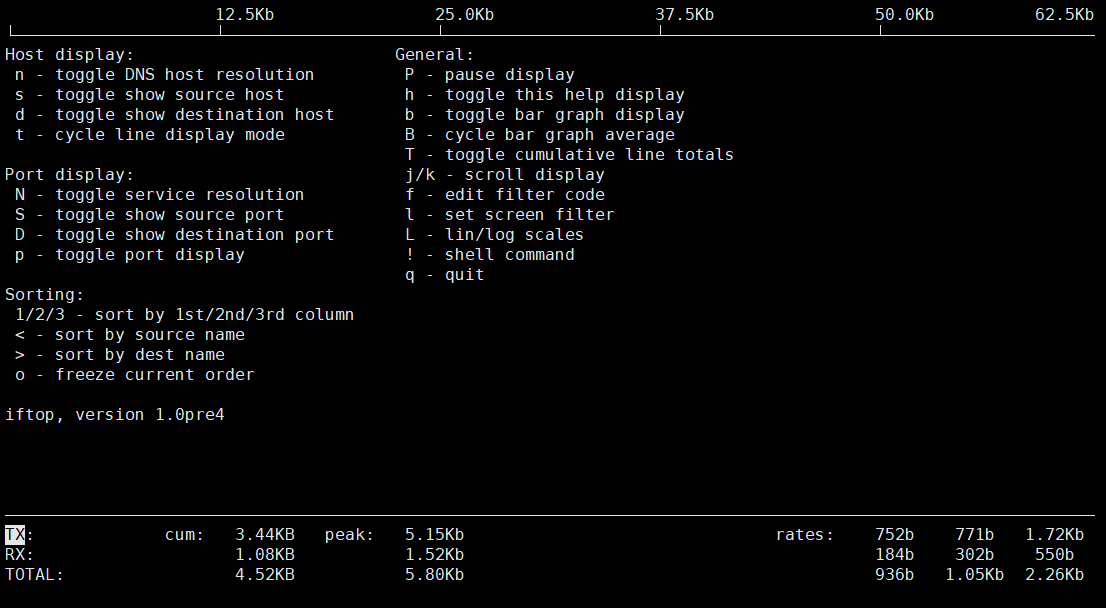 12.5Kb 25.0Kb 37.5Kb 50.0Kb 62.5Kb
Host display: General:
n - toggle DNS host resolution P - pause display
s - toggle show source host h - toggle this help display
d - toggle show destination host b - toggle bar graph display
t - cycle line display mode B - cycle bar graph average
T - toggle cumulative line totals
Port display: j/k - scroll display
N - toggle service resolution f - edit filter code
S - toggle show source port l - set screen filter
D - toggle show destination port L - lin/log scales
p - toggle port display ! - shell command
q - quit
Sorting:
1/2/3 - sort by 1st/2nd/3rd column
< - sort by source name
> - sort by dest name
o - freeze current order
iftop, version 1.0pre4
TX: cum: 3.44KB peak: 5.15Kb rates: 752b 771b 1.72Kb
RX: 1.08KB 1.52Kb 184b 302b 550b
TOTAL: 4.52KB 5.80Kb 936b 1.05Kb 2.26Kb